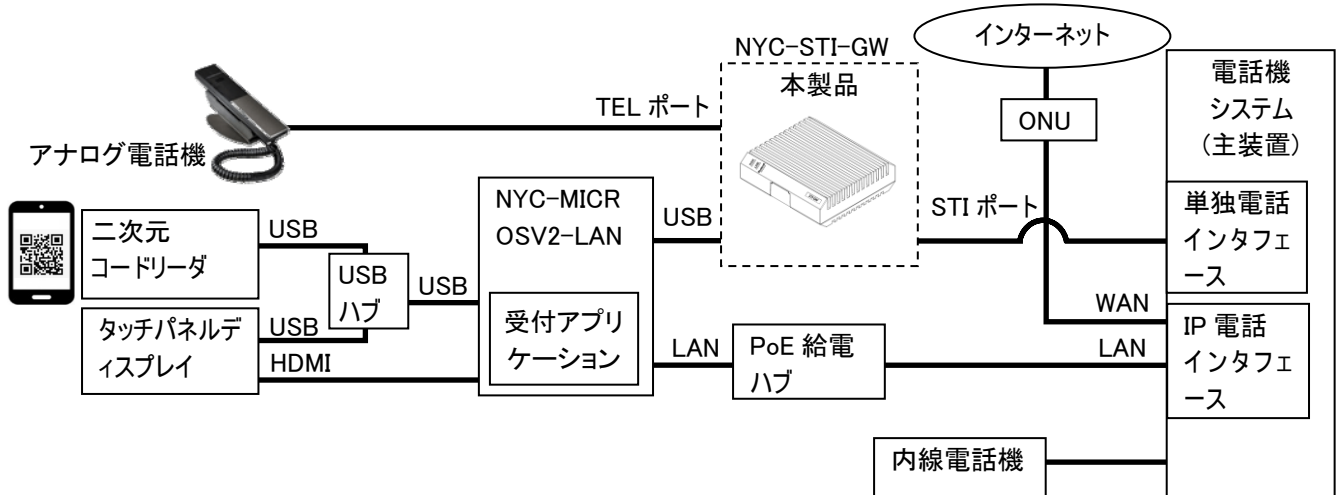 インターネット
NYC-STI-GW
本製品
電話機
システム
(主装置)
TEL ポート
ONU
アナログ電話機
NYC-MICR
OSV2-LAN
USB
STI ポート
単独電話
インタフェ
ース
二次元
コードリーダ
USB
USB
ハブ
USB
受付アプリ
ケーション
WAN
タッチパネルデ
ィスプレイ
USB
HDMI
LAN
PoE 給電
ハブ
LAN
IP 電話
インタフェ
ース
内線電話機